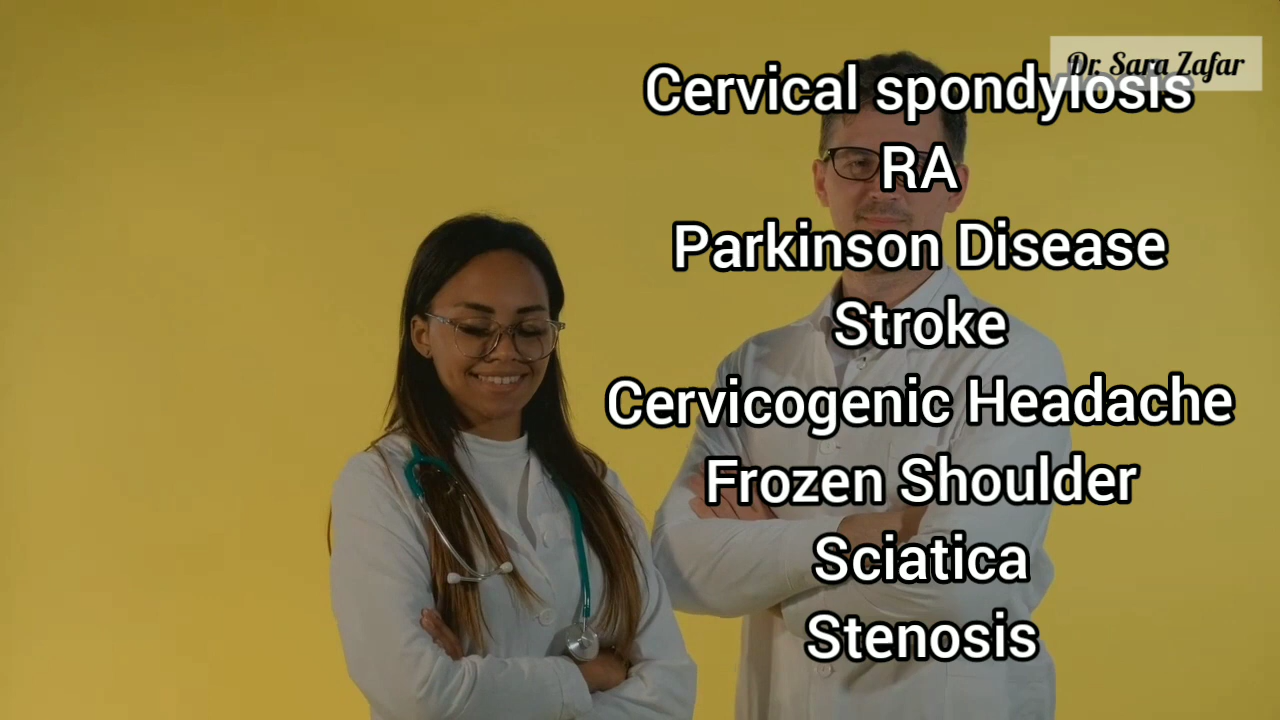 Dr. Sara Zafar
Cervical spondylosis
RA
Parkinson Disease
Stroke
Cervicogenic Headache
Frozen Shoulder
Sciatica
Stenosis